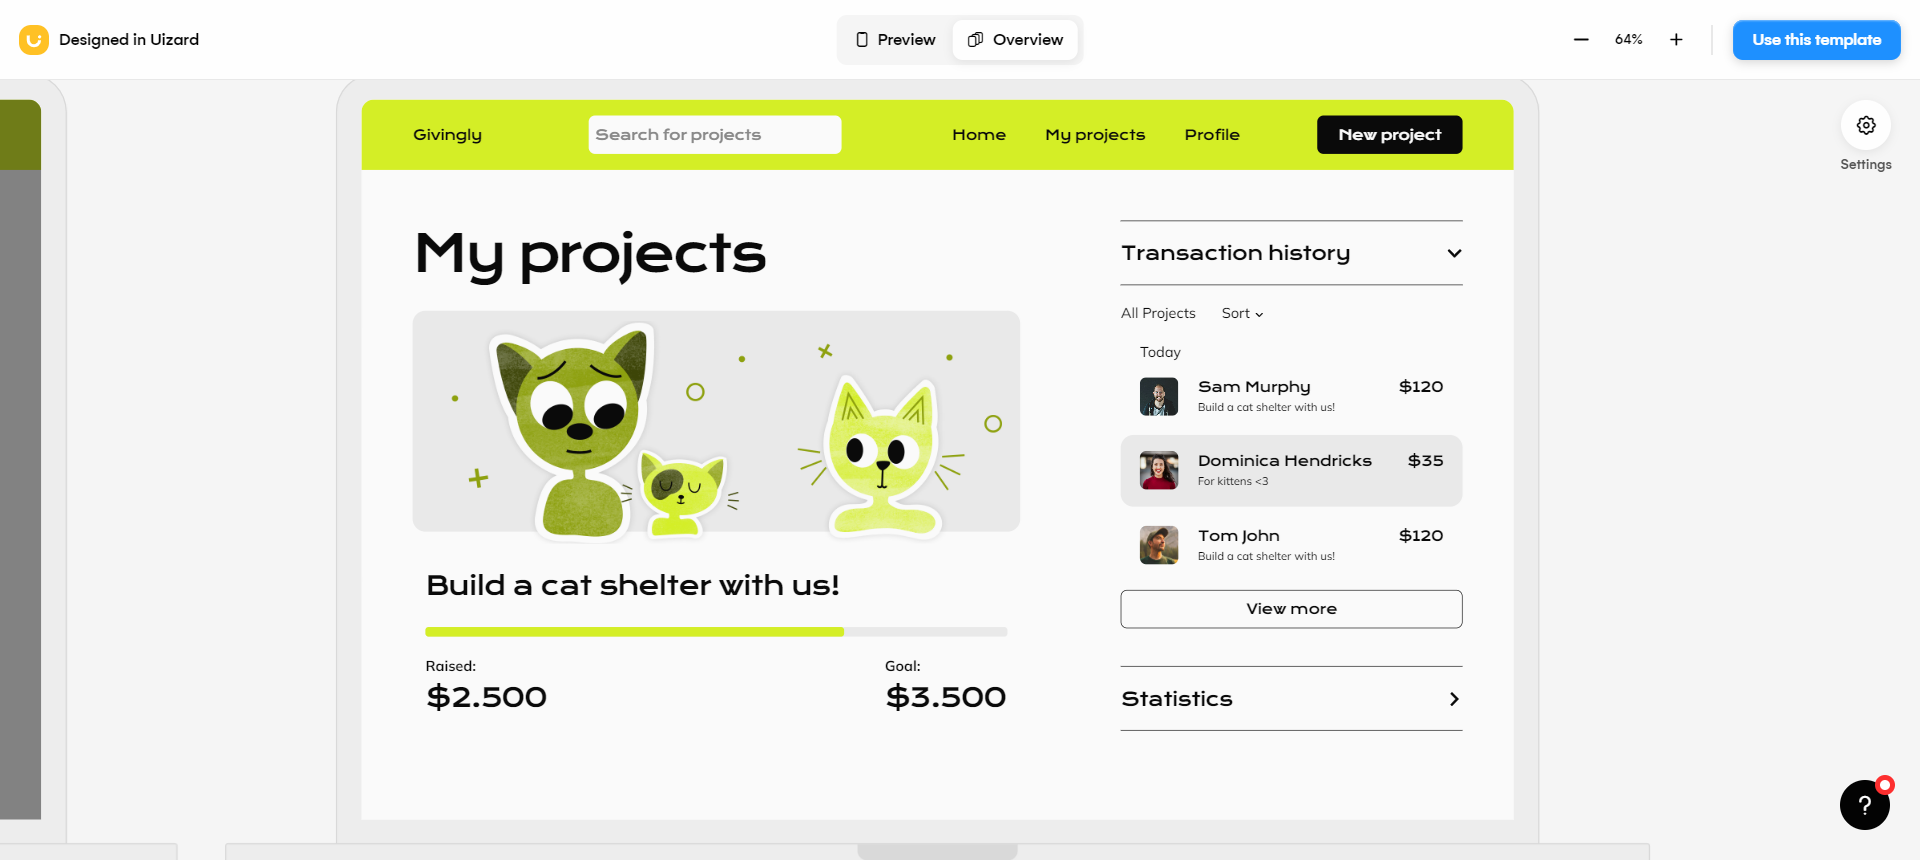 Designed in Uizard
Preview
Overview
64%
Use this template
Settings
Givingly
Search for projects
Home
My projects
Profile
New project
My projects
Build a cat shelter with us!
Raised:
$2.500
Goal:
$3.500
Transaction history
All Projects
Sort
Today
Sam Murphy
$120
Build a cat shelter with us!
Dominica Hendricks
$35
For kittens <3
Tom John
$120
Build a cat shelter with us!
View more
Statistics
?